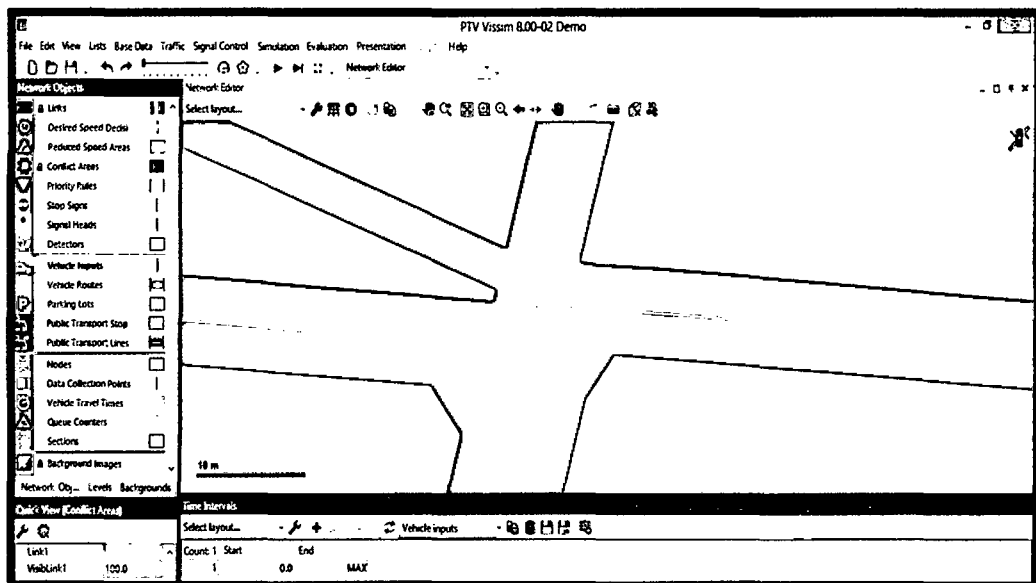 PTV Vissim 8.00-02 Demo
File Edit View Lists Base Data Traffic Signal Control Simulation Evaluation Presentation Help
Network Editor
Network Objects
Network Editor
Select layout...
Links
Desired Speed Decisi
Reduced Speed Areas
Conflict Areas
Priority Rules
Stop Signs
Signal Heads
Detectors
Vehicle Inputs
Vehicle Routes
Parking Lots
Public Transport Stop
Public Transport Lines
Nodes
Data Collection Points
Vehicle Travel Times
Queue Counters
Sections
Background Images
10 m
Network Obj... Levels Backgrounds
Quick View (Conflict Areas)
Time Intervals
Select layout... Vehicle inputs
Link1
VisibLink1 100.0
Count: 1 Start End
1 0.0 MAX